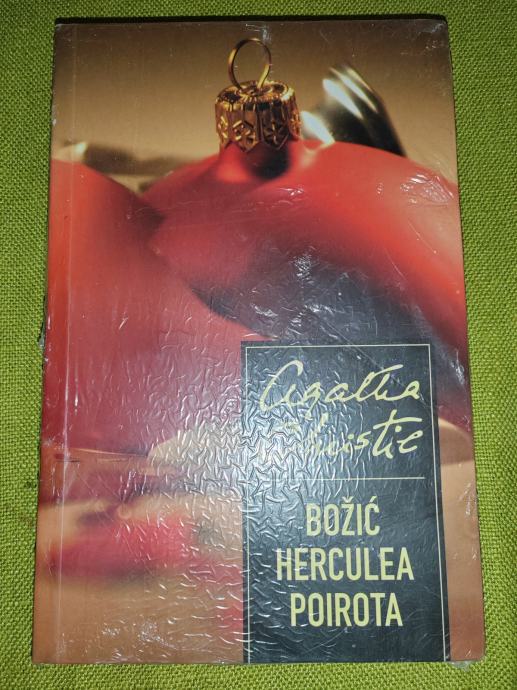 Agatha
Christie
BOŽIĆ
HERCULEA
POIROTA